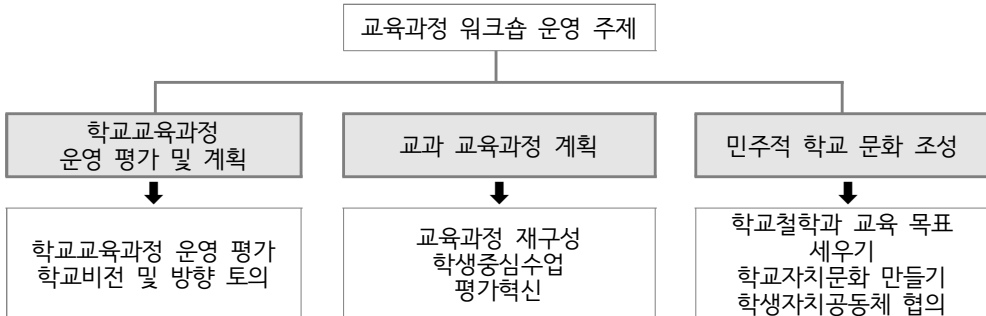 교육과정 워크숍 운영 주제
학교교육과정
운영 평가 및 계획
교과 교육과정 계획
민주적 학교 문화 조성
학교교육과정 운영 평가
학교비전 및 방향 토의
교육과정 재구성
학생중심수업
평가혁신
학교철학과 교육 목표
세우기
학교자치문화 만들기
학생자치공동체 협의